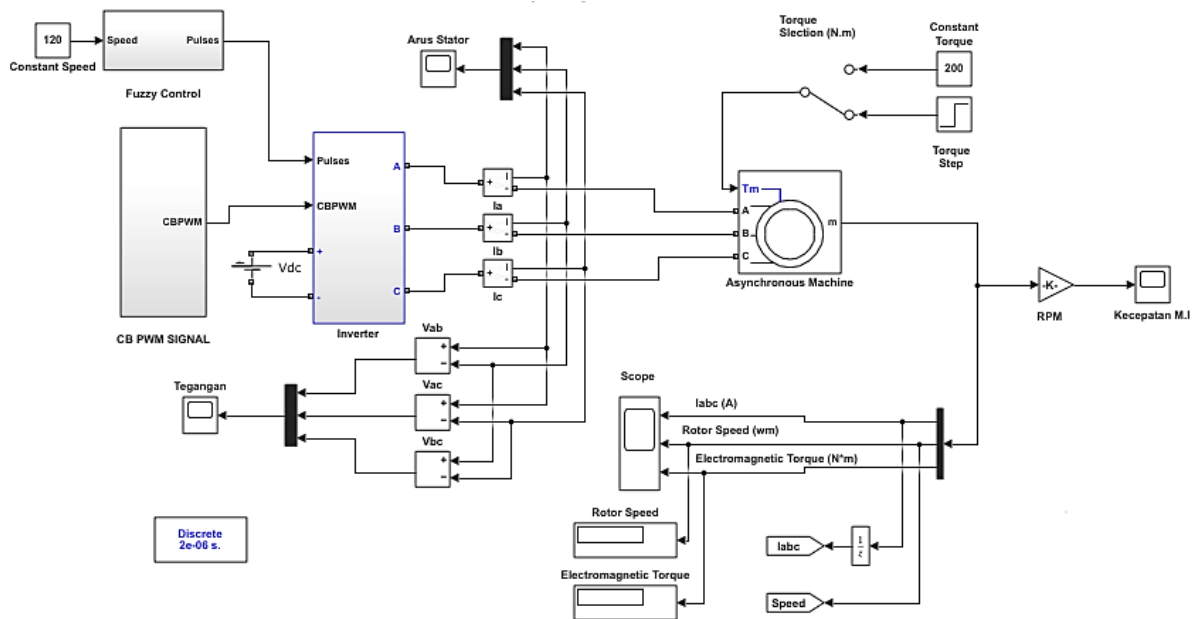 120
Constant Speed
Speed
Pulses
Fuzzy Control
Arus Stator
Torque
Slection (N.m)
Constant
Torque
200
Torque
Step
CBPWM
CB PWM SIGNAL
Pulses
CBPWM
+
Vdc
-
A
B
C
Inverter
+
I
-
Ia
+
I
-
Ib
+
I
-
Ic
Tm
A
B
C
m
Asynchronous Machine
-K-
RPM
Kecepatan M.I
Vab
+
−
Vac
+
−
Vbc
+
−
Tegangan
Scope
Iabc (A)
Rotor Speed (wm)
Electromagnetic Torque (N*m)
Rotor Speed
Electromagnetic Torque
Iabc
Speed
Discrete
2e-06 s.